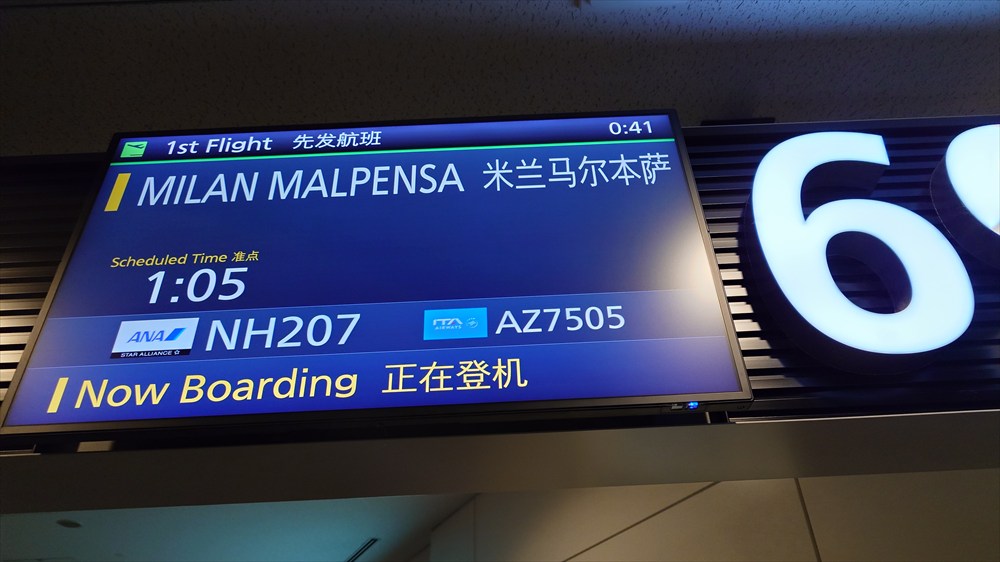 1st Flight 先发航班 0:41
MILAN MALPENSA 米兰马尔本萨
Scheduled Time 准点
1:05
ANA STAR ALLIANCE NH207 ITA AIRWAYS AZ7505
Now Boarding 正在登机
6